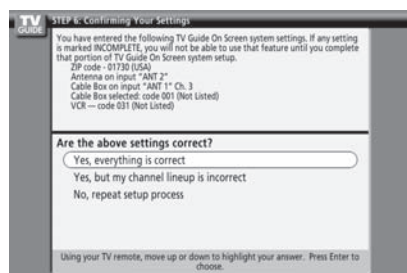 TV
GUIDE
STEP 6: Confirming Your Settings
You have entered the following TV Guide On Screen system settings. If any setting
is marked INCOMPLETE, you will not be able to use that feature until you complete
that portion of TV Guide On Screen system setup.
ZIP code - 01730 (USA)
Antenna on input "ANT 2"
Cable Box on input "ANT 1" Ch. 3
Cable Box selected: code 001 (Not Listed)
VCR — code 031 (Not Listed)
Are the above settings correct?
Yes, everything is correct
Yes, but my channel lineup is incorrect
No, repeat setup process
Using your TV remote, move up or down to highlight your answer. Press Enter to
choose.